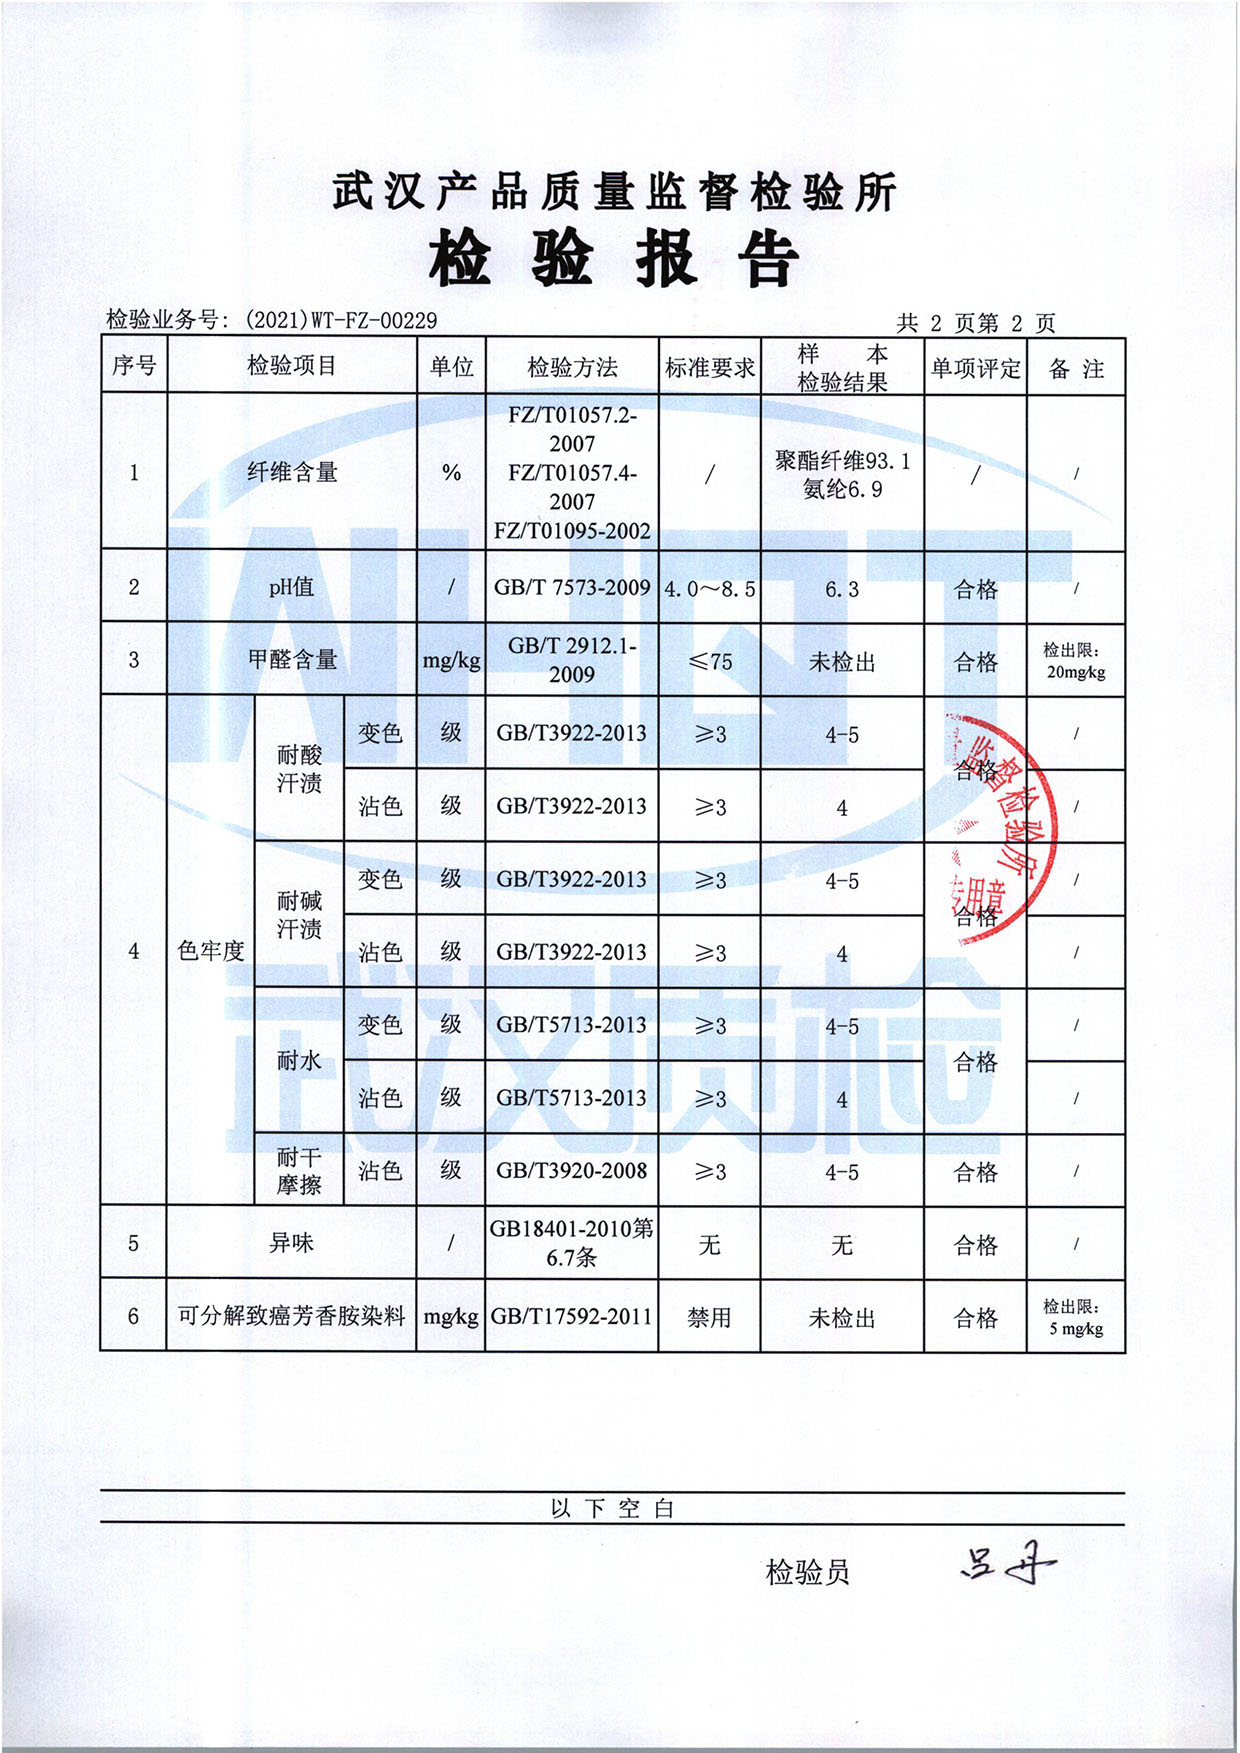 武汉产品质量监督检验所
检验报告
检验业务号: (2021)WT-FZ-00229
共 2 页第 2 页
序号 检验项目 单位 检验方法 标准要求 样本检验结果 单项评定 备注
1 纤维含量 % FZ/T01057.2-2007 FZ/T01057.4-2007 FZ/T01095-2002 / 聚酯纤维93.1 氨纶6.9 / /
2 pH值 / GB/T 7573-2009 4.0~8.5 6.3 合格 /
3 甲醛含量 mg/kg GB/T 2912.1-2009 ≤75 未检出 合格 检出限: 20mg/kg
4 色牢度 耐酸汗渍 变色 级 GB/T3922-2013 ≥3 4-5 合格 /
沾色 级 GB/T3922-2013 ≥3 4 /
耐碱汗渍 变色 级 GB/T3922-2013 ≥3 4-5 合格 /
沾色 级 GB/T3922-2013 ≥3 4 /
耐水 变色 级 GB/T5713-2013 ≥3 4-5 合格 /
沾色 级 GB/T5713-2013 ≥3 4 /
耐干摩擦 沾色 级 GB/T3920-2008 ≥3 4-5 合格 /
5 异味 / GB18401-2010第6.7条 无 无 合格 /
6 可分解致癌芳香胺染料 mg/kg GB/T17592-2011 禁用 未检出 合格 检出限: 5 mg/kg
监督检验所
专用章
武汉质检
以下空白
检验员 吕丹